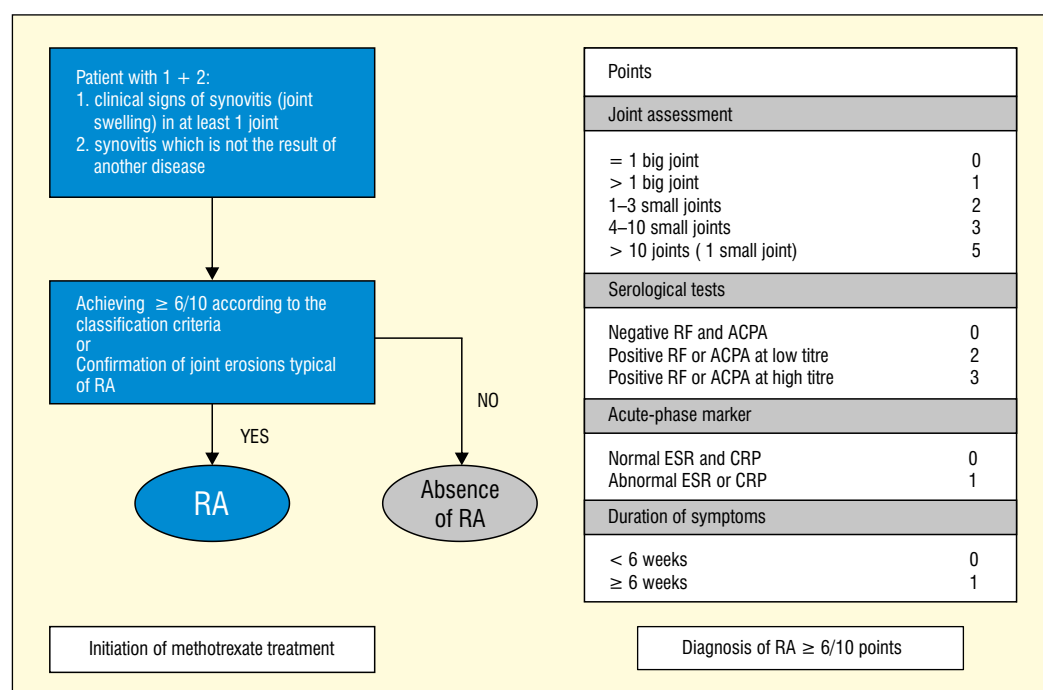 Patient with 1 + 2:
1. clinical signs of synovitis (joint
swelling) in at least 1 joint
2. synovitis which is not the result of
another disease
Achieving ≥ 6/10 according to the
classification criteria
or
Confirmation of joint erosions typical
of RA
YES
NO
RA
Absence
of RA
Initiation of methotrexate treatment
Points
Joint assessment
= 1 big joint 0
> 1 big joint 1
1–3 small joints 2
4–10 small joints 3
> 10 joints ( 1 small joint) 5
Serological tests
Negative RF and ACPA 0
Positive RF or ACPA at low titre 2
Positive RF or ACPA at high titre 3
Acute-phase marker
Normal ESR and CRP 0
Abnormal ESR or CRP 1
Duration of symptoms
< 6 weeks 0
≥ 6 weeks 1
Diagnosis of RA ≥ 6/10 points